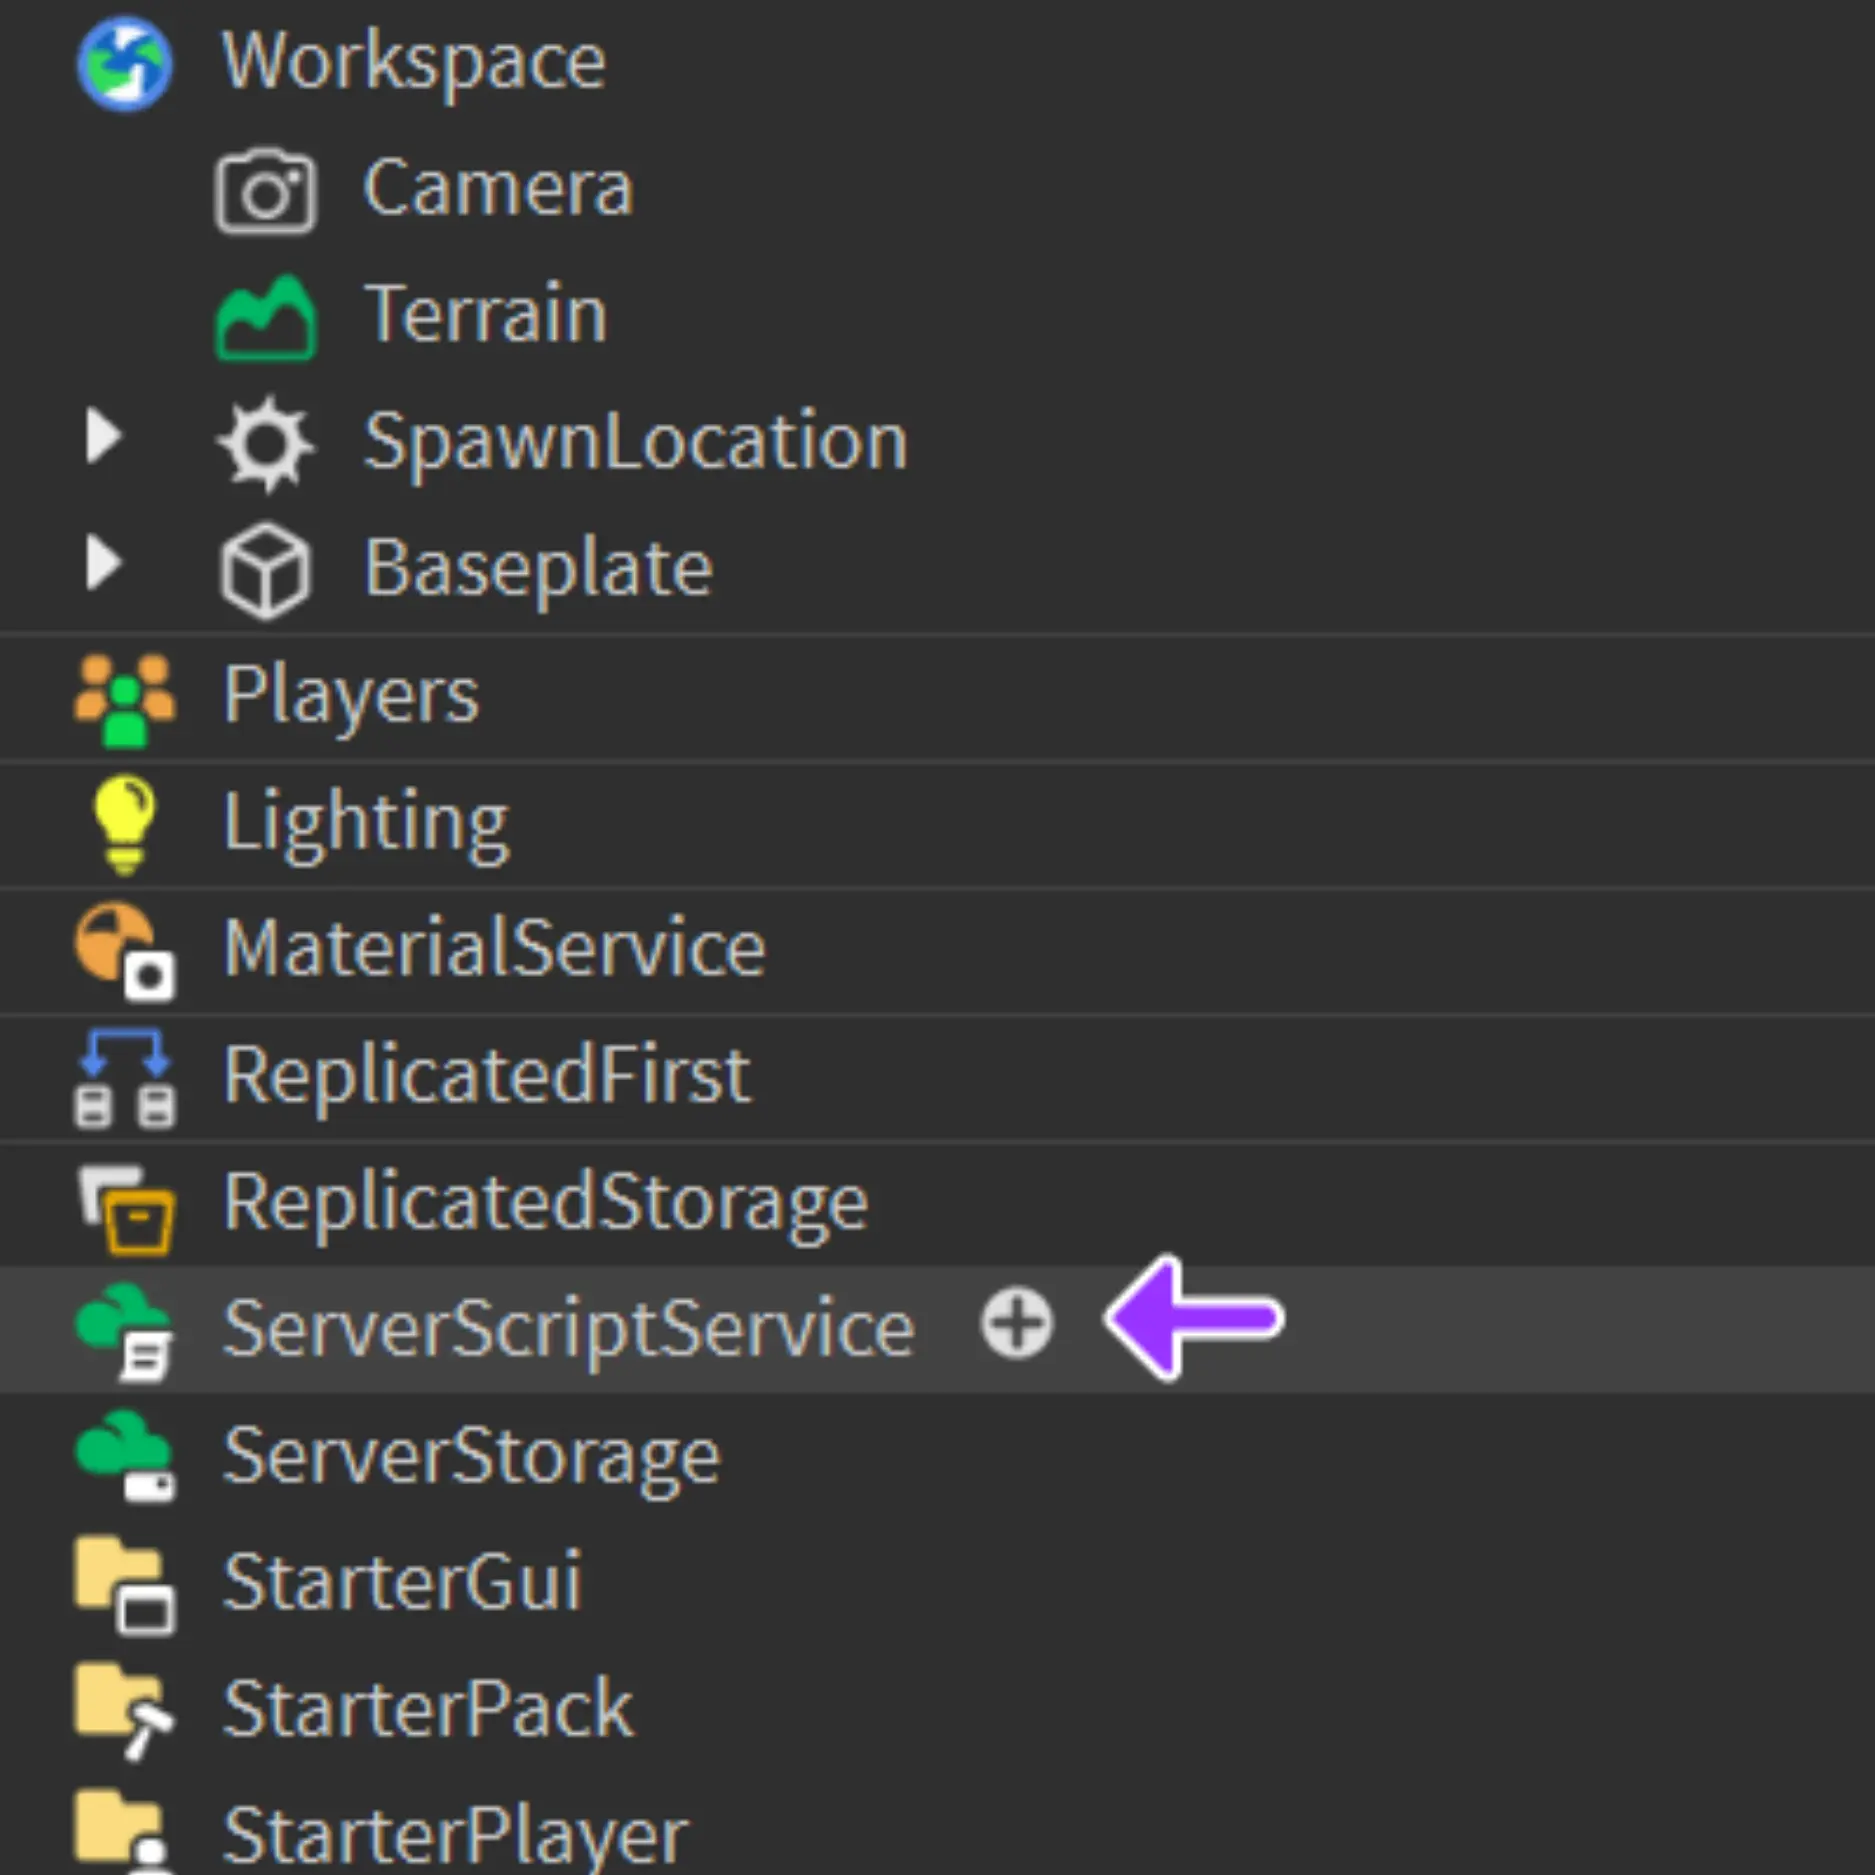 Workspace
Camera
Terrain
SpawnLocation
Baseplate
Players
Lighting
MaterialService
ReplicatedFirst
ReplicatedStorage
ServerScriptService
ServerStorage
StarterGui
StarterPack
StarterPlayer